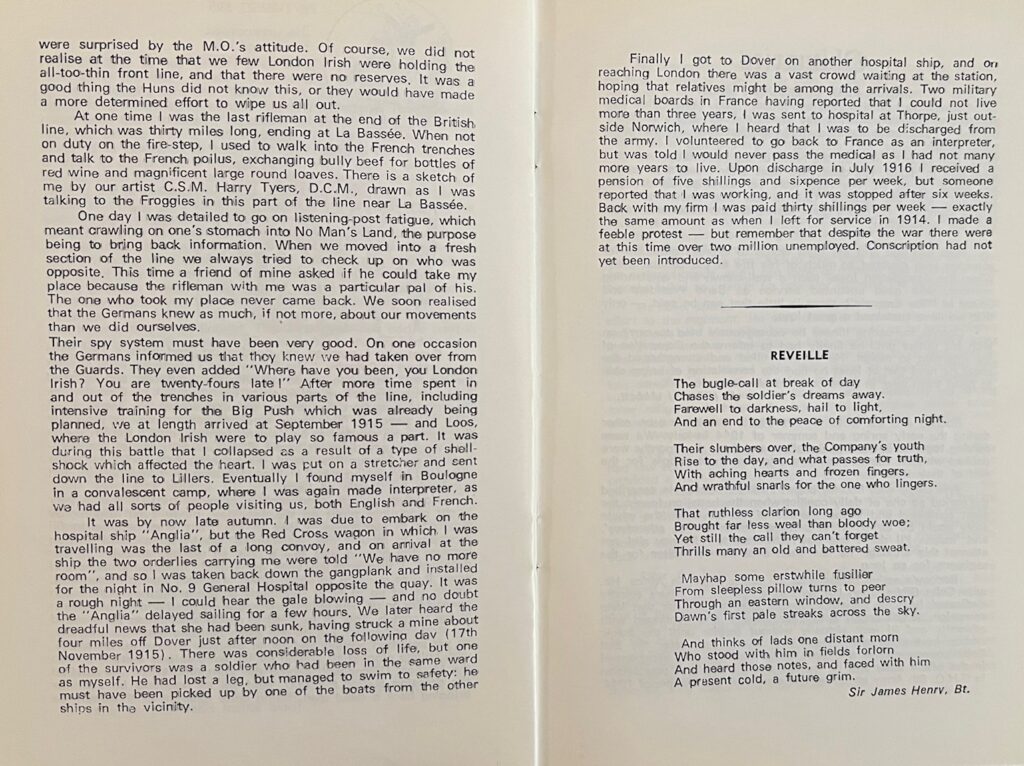 were surprised by the M.O.'s attitude. Of course, we did not
realise at the time that we few London Irish were holding the
all-too-thin front line, and that there were no reserves. It was a
good thing the Huns did not know this, or they would have made
a more determined effort to wipe us all out.
At one time I was the last rifleman at the end of the British
line, which was thirty miles long, ending at La Bassée. When not
on duty on the fire-step, I used to walk into the French trenches
and talk to the French poilus, exchanging bully beef for bottles of
red wine and magnificent large round loaves. There is a sketch of
me by our artist C.S.M. Harry Tyers, D.C.M., drawn as I was
talking to the Froggies in this part of the line near La Bassée.
One day I was detailed to go on listening-post fatigue, which
meant crawling on one's stomach into No Man's Land, the purpose
being to bring back information. When we moved into a fresh
section of the line we always tried to check up on who was
opposite. This time a friend of mine asked if he could take my
place because the rifleman with me was a particular pal of his.
The one who took my place never came back. We soon realised
that the Germans knew as much, if not more, about our movements
than we did ourselves.
Their spy system must have been very good. On one occasion
the Germans informed us that they knew we had taken over from
the Guards. They even added "Where have you been, you London
Irish? You are twenty-fours late!" After more time spent in
and out of the trenches in various parts of the line, including
intensive training for the Big Push which was already being
planned, we at length arrived at September 1915 — and Loos,
where the London Irish were to play so famous a part. It was
during this battle that I collapsed as a result of a type of shell-
shock which affected the heart. I was put on a stretcher and sent
down the line to Lillers. Eventually I found myself in Boulogne
in a convalescent camp, where I was again made interpreter, as
we had all sorts of people visiting us, both English and French.
It was by now late autumn. I was due to embark on the
hospital ship "Anglia", but the Red Cross wagon in which I was
travelling was the last of a long convoy, and on arrival at the
ship the two orderlies carrying me were told "We have no more
room", and so I was taken back down the gangplank and installed
for the night in No. 9 General Hospital opposite the quay. It was
a rough night — I could hear the gale blowing — and no doubt
the "Anglia" delayed sailing for a few hours. We later heard the
dreadful news that she had been sunk, having struck a mine about
four miles off Dover just after noon on the following day (17th
November 1915). There was considerable loss of life, but one
of the survivors was a soldier who had been in the same ward
as myself. He had lost a leg, but managed to swim to safety: he
must have been picked up by one of the boats from the other
ships in the vicinity.
Finally I got to Dover on another hospital ship, and on
reaching London there was a vast crowd waiting at the station,
hoping that relatives might be among the arrivals. Two military
medical boards in France having reported that I could not live
more than three years, I was sent to hospital at Thorpe, just out-
side Norwich, where I heard that I was to be discharged from
the army. I volunteered to go back to France as an interpreter,
but was told I would never pass the medical as I had not many
more years to live. Upon discharge in July 1916 I received a
pension of five shillings and sixpence per week, but someone
reported that I was working, and it was stopped after six weeks.
Back with my firm I was paid thirty shillings per week — exactly
the same amount as when I left for service in 1914. I made a
feeble protest — but remember that despite the war there were
at this time over two million unemployed. Conscription had not
yet been introduced.
REVEILLE
The bugle-call at break of day
Chases the soldier's dreams away.
Farewell to darkness, hail to light,
And an end to the peace of comforting night.
Their slumbers over, the Company's youth
Rise to the day, and what passes for truth,
With aching hearts and frozen fingers,
And wrathful snarls for the one who lingers.
That ruthless clarion long ago
Brought far less weal than bloody woe;
Yet still the call they can't forget
Thrills many an old and battered sweat.
Mayhap some erstwhile fusilier
From sleepless pillow turns to peer
Through an eastern window, and descry
Dawn's first pale streaks across the sky.
And thinks of lads one distant morn
Who stood with him in fields forlorn
And heard those notes, and faced with him
A present cold, a future grim.
Sir James Henry, Bt.